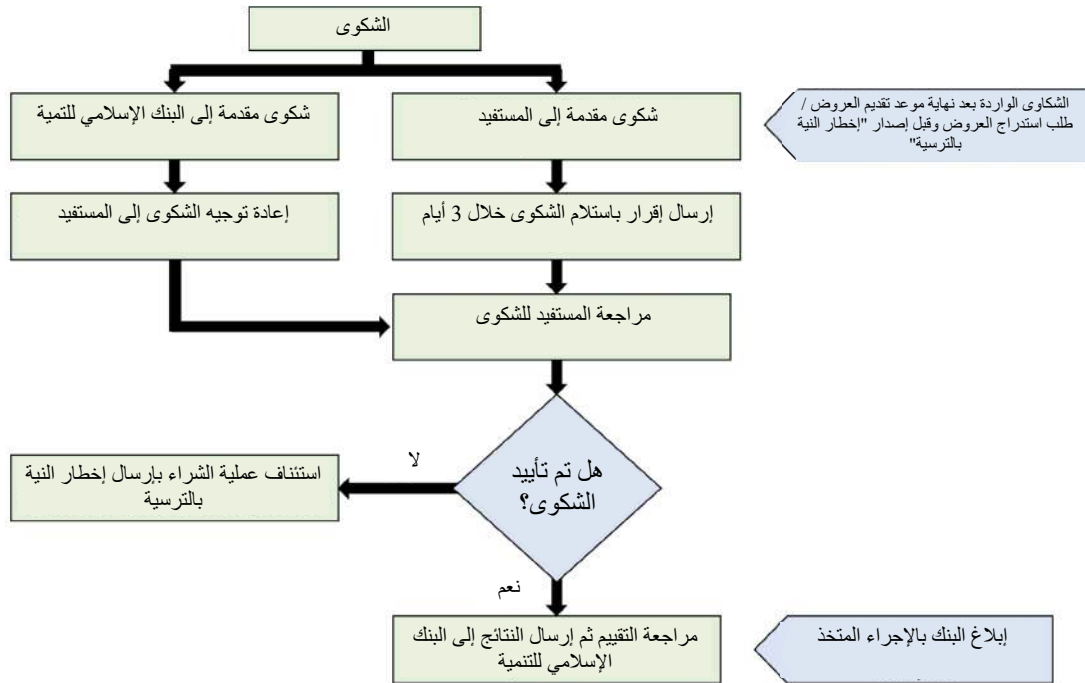 الشكوى
شكوى مقدمة إلى المستفيد
شكوى مقدمة إلى البنك الإسلامي للتمية
الشكاوى الواردة بعد نهاية موعد تقديم العروض /
طلب استدراج العروض وقبل إصدار "إخطار النية
بالترسية"
إرسال إقرار باستلام الشكوى خلال 3 أيام
إعادة توجيه الشكوى إلى المستفيد
مراجعة المستفيد للشكوى
هل تم تأييد
الشكوى؟
لا
استئناف عملية الشراء بإرسال إخطار النية
بالترسية
نعم
مراجعة التقييم ثم إرسال النتائج إلى البنك
الإسلامي للتنمية
إبلاغ البنك بالإجراء المتخذ